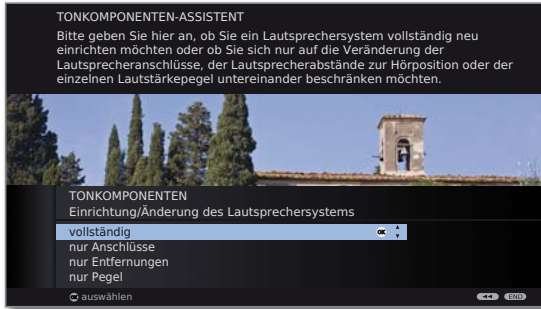 TONKOMPONENTEN-ASSISTENT
Bitte geben Sie hier an, ob Sie ein Lautsprechersystem vollständig neu
einrichten möchten oder ob Sie sich nur auf die Veränderung der
Lautsprecheranschlüsse, der Lautsprecherabstände zur Hörposition oder der
einzelnen Lautstärkepegel untereinander beschränken möchten.
TONKOMPONENTEN
Einrichtung/Änderung des Lautsprechersystems
vollständig OK
nur Anschlüsse
nur Entfernungen
nur Pegel
OK auswählen END